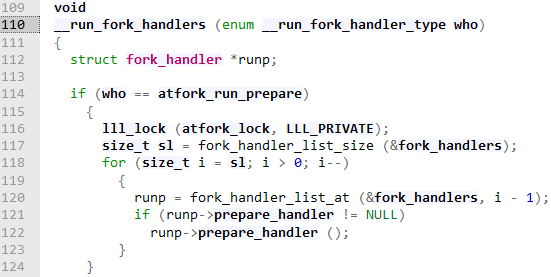 109 void
110 __run_fork_handlers (enum __run_fork_handler_type who)
111 {
112   struct fork_handler *runp;
113
114   if (who == atfork_run_prepare)
115     {
116       lll_lock (atfork_lock, LLL_PRIVATE);
117       size_t sl = fork_handler_list_size (&fork_handlers);
118       for (size_t i = sl; i > 0; i--)
119         {
120           runp = fork_handler_list_at (&fork_handlers, i - 1);
121           if (runp->prepare_handler != NULL)
122             runp->prepare_handler ();
123         }
124     }